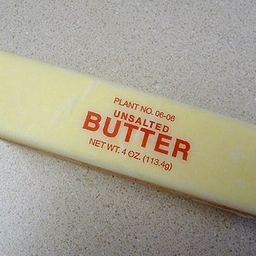 PLANT NO. 06-06
UNSALTED
BUTTER
NET WT. 4 OZ. (113.4g)